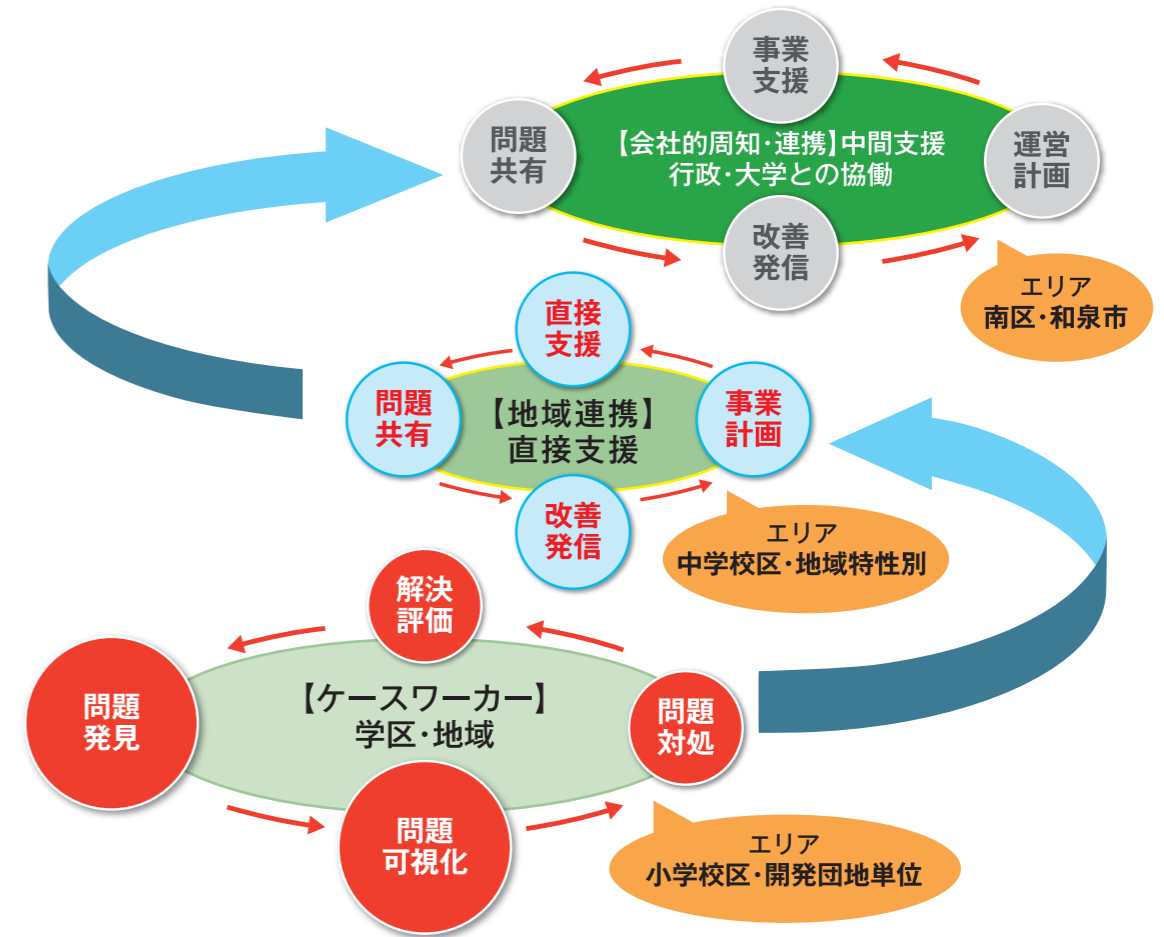 事業
支援
問題
共有
【会社的周知・連携】中間支援
行政・大学との協働
運営
計画
改善
発信
エリア
南区・和泉市
直接
支援
問題
共有
【地域連携】
直接支援
事業
計画
改善
発信
エリア
中学校区・地域特性別
解決
評価
問題
発見
【ケースワーカー】
学区・地域
問題
対処
問題
可視化
エリア
小学校区・開発団地単位